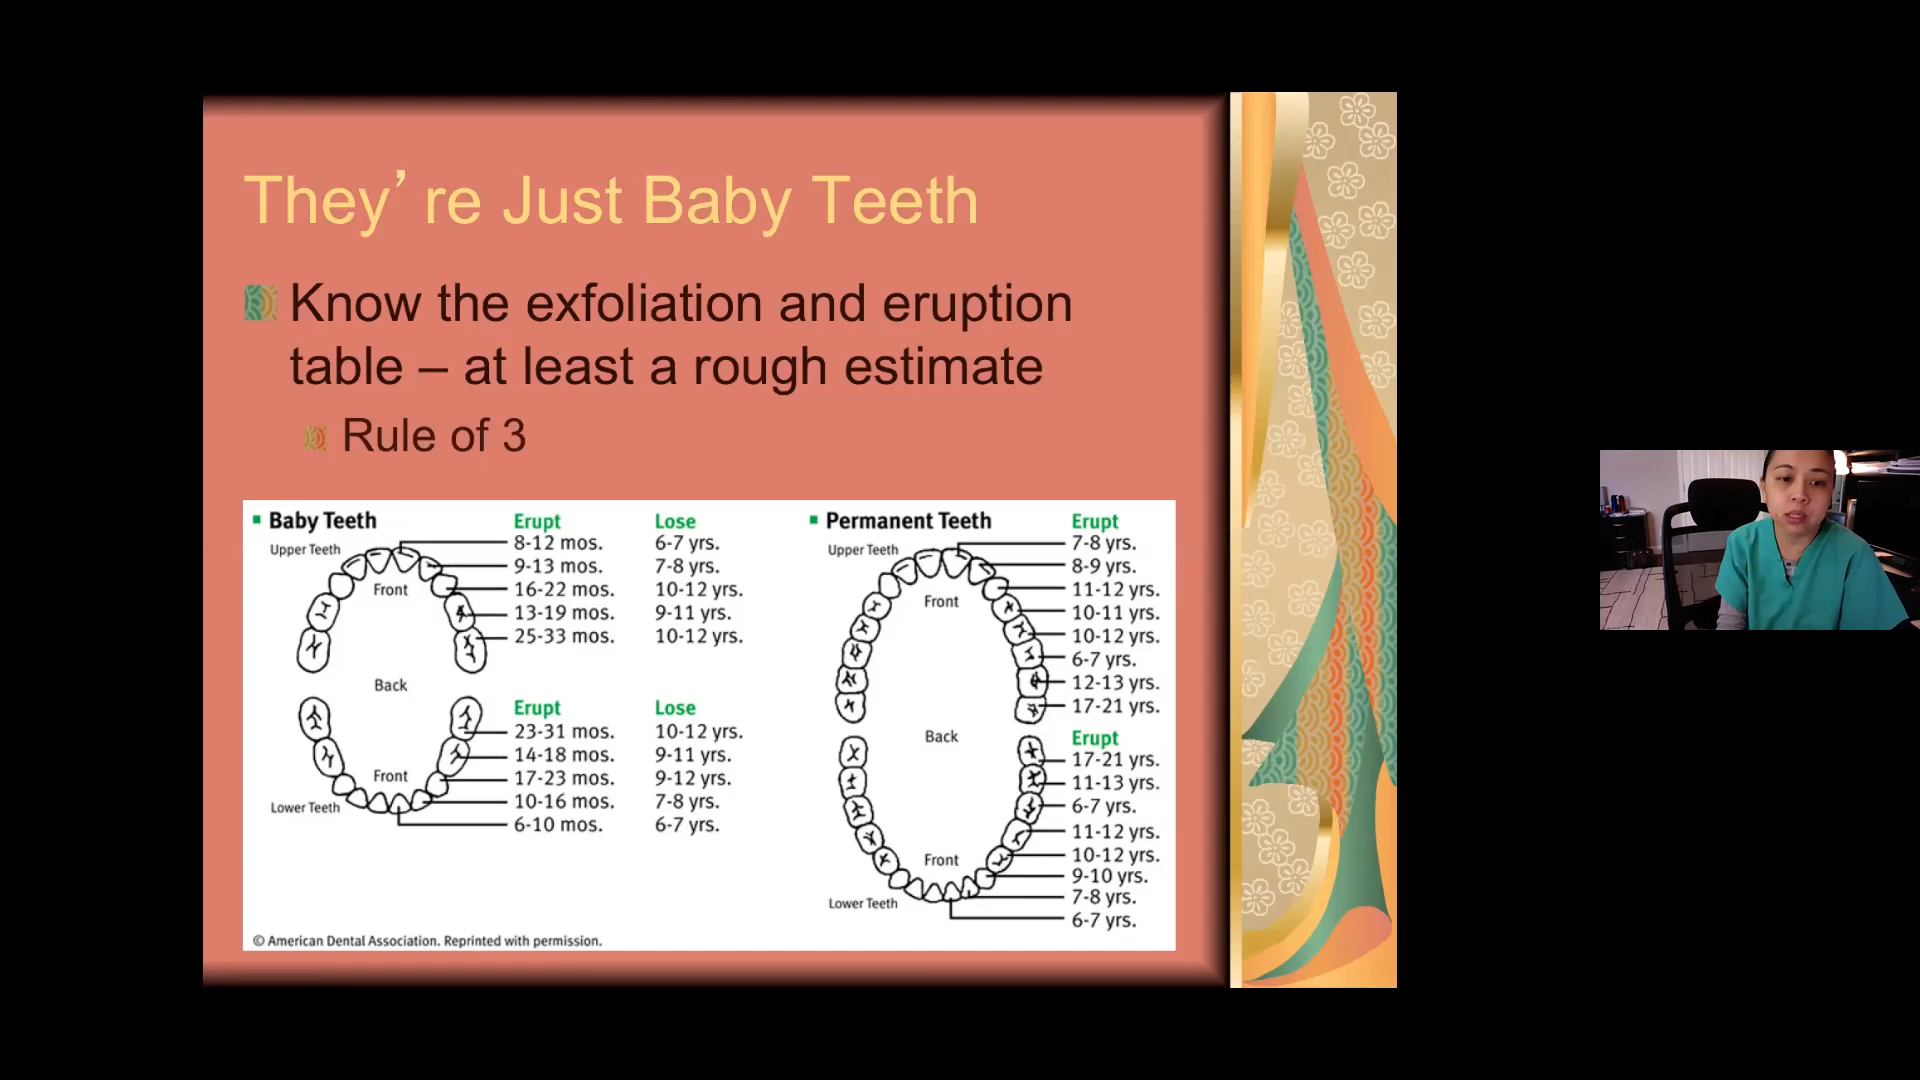 They’re Just Baby Teeth
Know the exfoliation and eruption
table – at least a rough estimate
Rule of 3
Baby Teeth
Erupt Lose
Upper Teeth
8-12 mos. 6-7 yrs.
9-13 mos. 7-8 yrs.
Front
16-22 mos. 10-12 yrs.
13-19 mos. 9-11 yrs.
25-33 mos. 10-12 yrs.
Back
Erupt Lose
23-31 mos. 10-12 yrs.
14-18 mos. 9-11 yrs.
Front
17-23 mos. 9-12 yrs.
Lower Teeth
10-16 mos. 7-8 yrs.
6-10 mos. 6-7 yrs.
© American Dental Association. Reprinted with permission.
Permanent Teeth
Erupt
Upper Teeth
7-8 yrs.
8-9 yrs.
11-12 yrs.
Front
10-11 yrs.
10-12 yrs.
6-7 yrs.
12-13 yrs.
17-21 yrs.
Back
Erupt
17-21 yrs.
11-13 yrs.
6-7 yrs.
11-12 yrs.
10-12 yrs.
Front
9-10 yrs.
7-8 yrs.
Lower Teeth
6-7 yrs.